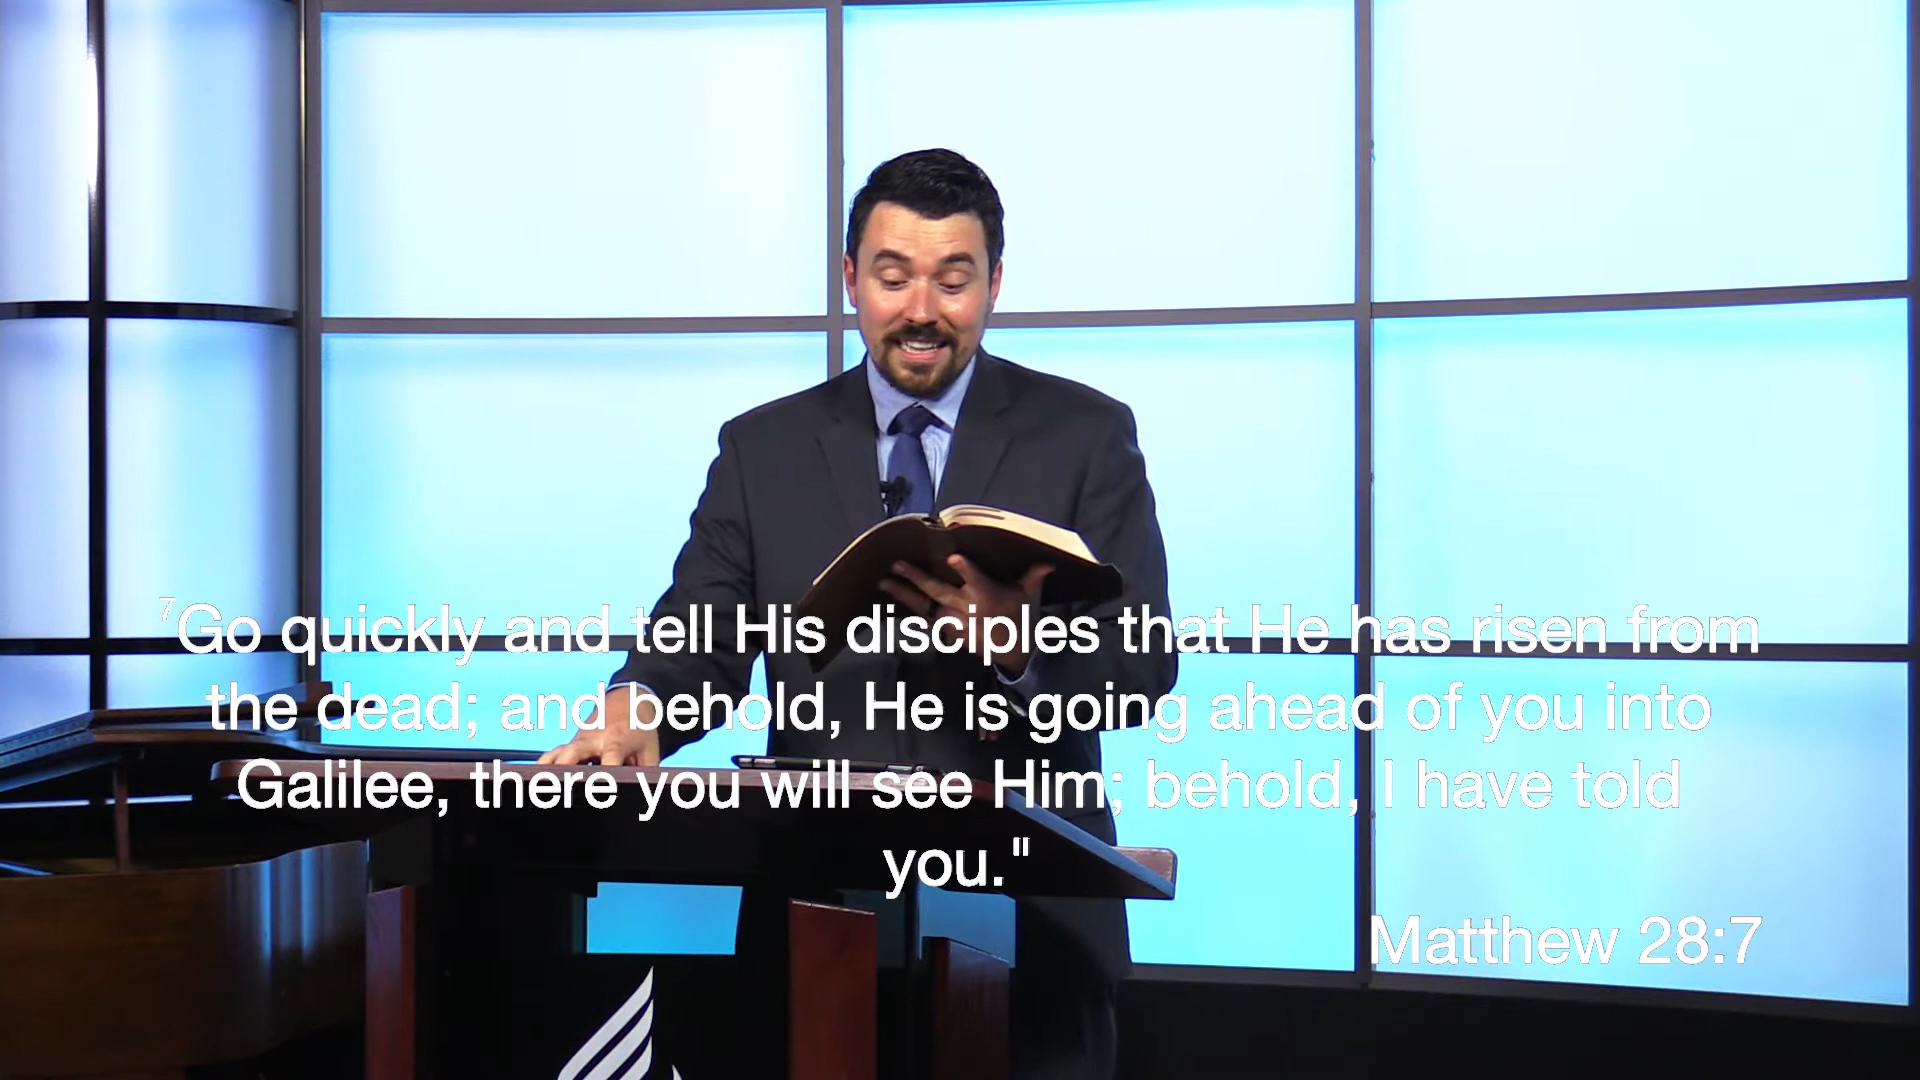 ⁷Go quickly and tell His disciples that He has risen from
the dead; and behold, He is going ahead of you into
Galilee, there you will see Him; behold, I have told
you."
Matthew 28:7